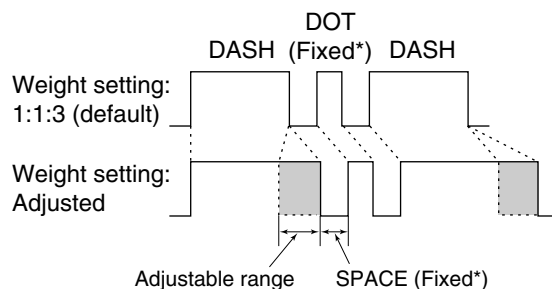 DOT
DASH (Fixed*) DASH
Weight setting:
1:1:3 (default)
Weight setting:
Adjusted
Adjustable range SPACE (Fixed*)